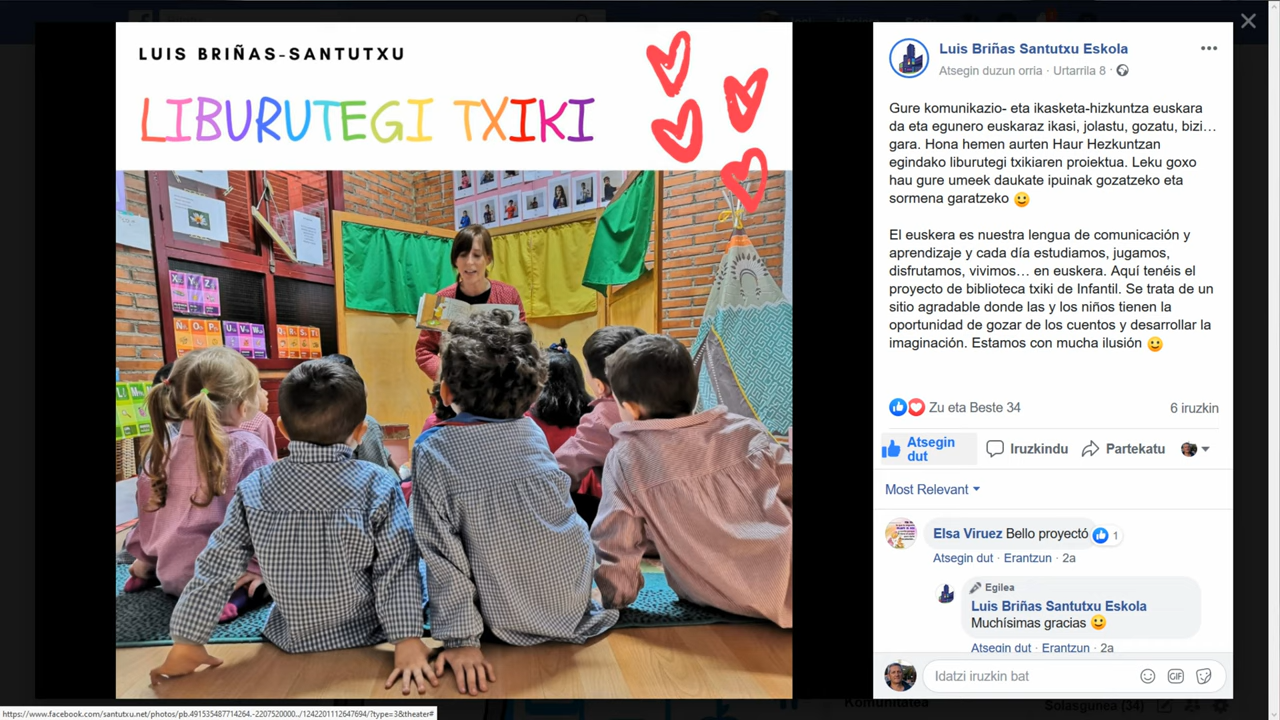 LUIS BRIÑAS-SANTUTXU
LIBURUTEGI TXIKI
X Y Z
N O P
U V W
Q R S T
Luis Briñas Santutxu Eskola
Atsegin duzun orria · Urtarrila 8 ·
Gure komunikazio- eta ikasketa-hizkuntza euskara
da eta egunero euskaraz ikasi, jolastu, gozatu, bizi…
gara. Hona hemen aurten Haur Hezkuntzan
egindako liburutegi txikiaren proiektua. Leku goxo
hau gure umeek daukate ipuinak gozatzeko eta
sormena garatzeko 🙂
El euskera es nuestra lengua de comunicación y
aprendizaje y cada día estudiamos, jugamos,
disfrutamos, vivimos… en euskera. Aquí tenéis el
proyecto de biblioteca txiki de Infantil. Se trata de un
sitio agradable donde las y los niños tienen la
oportunidad de gozar de los cuentos y desarrollar la
imaginación. Estamos con mucha ilusión 🙂
Zu eta Beste 34
6 iruzkin
Atsegin
dut
Iruzkindu
Partekatu
Most Relevant
Elsa Viruez Bello proyectó
1
Atsegin dut · Erantzun · 2a
Egilea
Luis Briñas Santutxu Eskola
Muchísimas gracias 🙂
Atsegin dut · Erantzun · 2a
Idatzi iruzkin bat
GIF
Komunitatea
Solasgunea (34)
https://www.facebook.com/santutxu.net/photos/pb.491535487714264.-2207520000../1242201112647694/?type=3&theater#